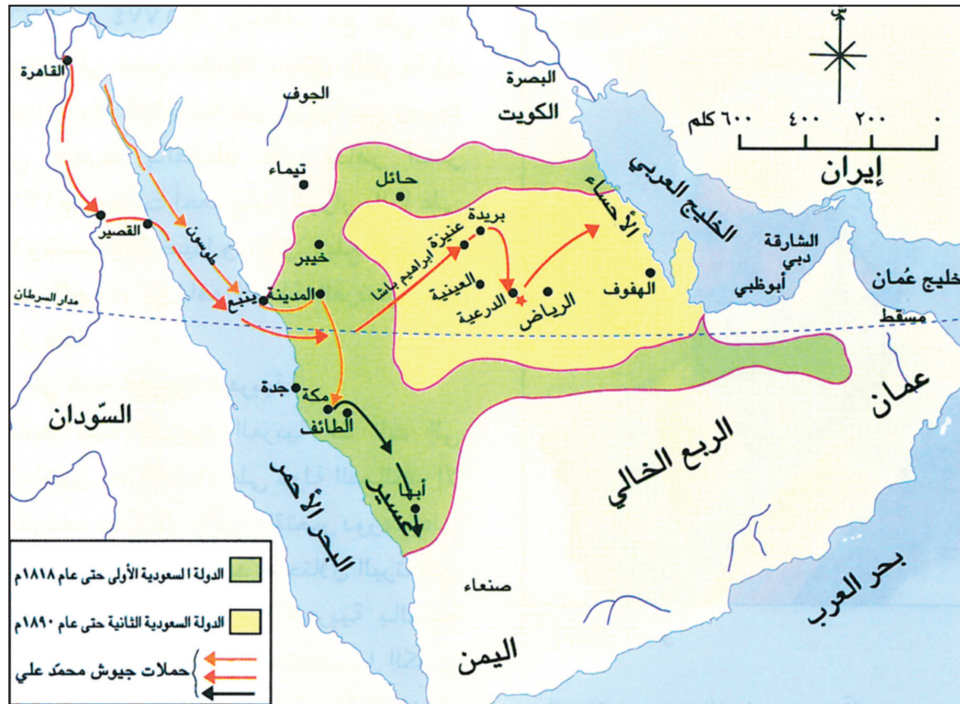 س
٠
٢٠٠
٤٠٠
٦٠٠ كلم
القاهرة
الجوف
البصرة
الكويت
إيران
تيماء
حائل
الأحساء
الخليج العربي
القصير
طوسون
خيبر
عنيزة
بريدة
ابراهيم باشا
الشارقة
دبي
أبوظبي
خليج عُمان
مسقط
مدار السرطان
ينبع
المدينة
العينية
الدرعية
الرياض
الهفوف
السّودان
جدة
مكة
الطائف
عمان
الربع الخالي
أبها
عسير
البحر الأحمر
صنعاء
اليمن
بحر العرب
الدولة السعودية الأولى حتى عام ١٨١٨م
الدولة السعودية الثانية حتى عام ١٨٩٠م
حملات جيوش محمّد علي